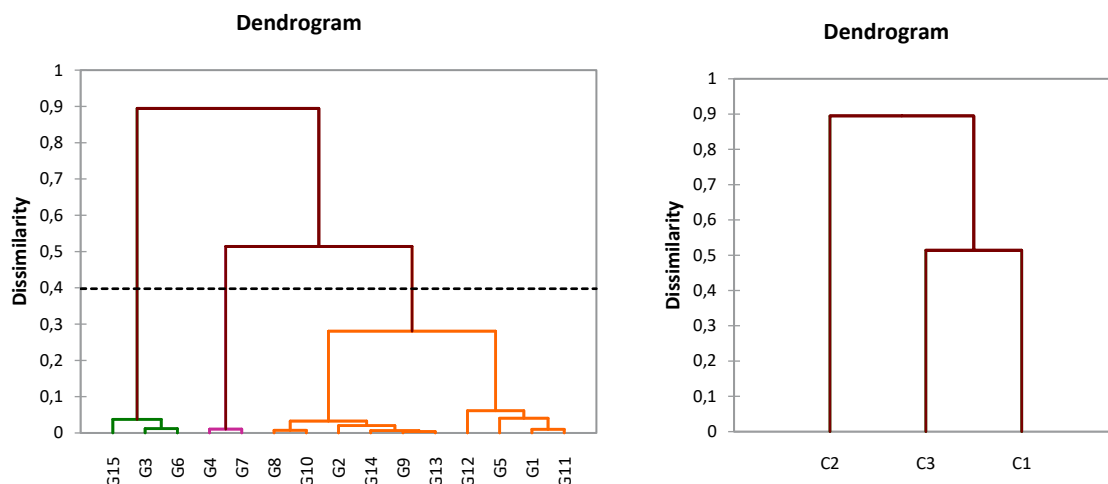 Dendrogram
1
0,9
0,8
0,7
0,6
0,5
0,4
0,3
0,2
0,1
0
Dissimilarity
G15
G3
G6
G4
G7
G8
G10
G2
G14
G9
G13
G12
G5
G1
G11
Dendrogram
1
0,9
0,8
0,7
0,6
0,5
0,4
0,3
0,2
0,1
0
Dissimilarity
C2
C3
C1